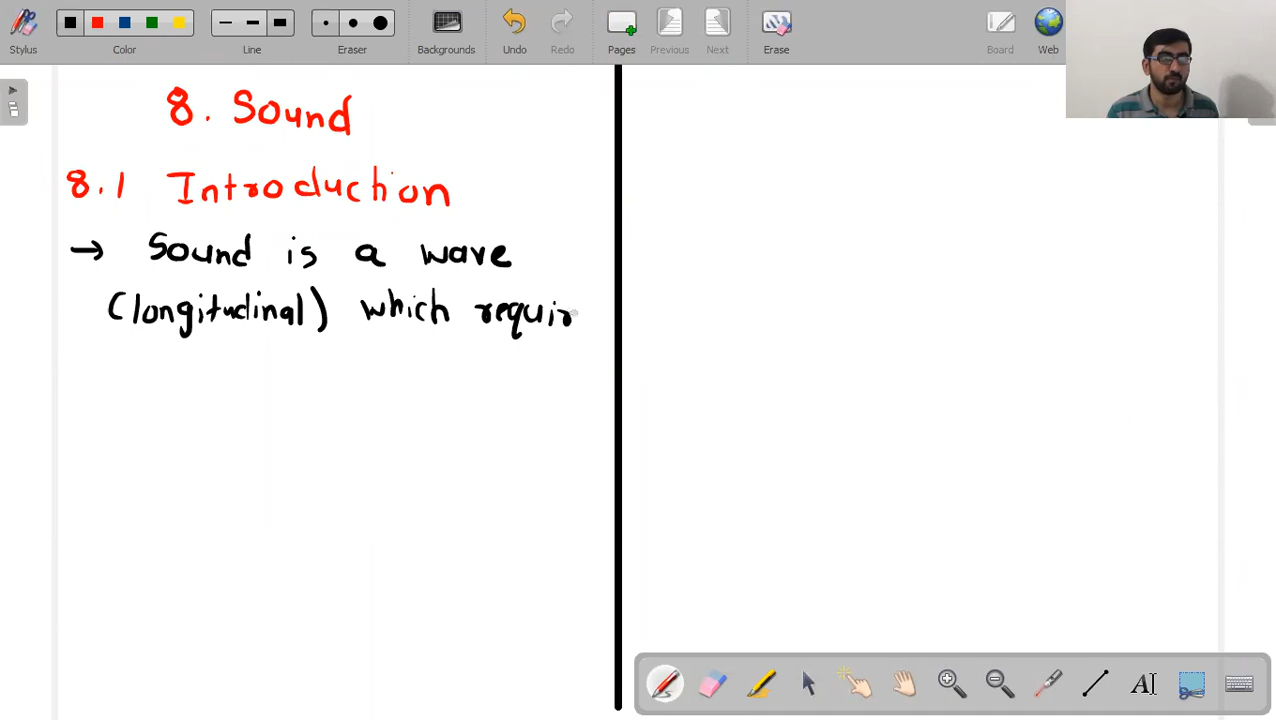 Stylus
Color
Line
Eraser
Backgrounds
Undo
Redo
Pages
Previous
Next
Erase
Board
Web
8. Sound
8.1 Introduction
→ Sound is a wave
(longitudinal) which requir